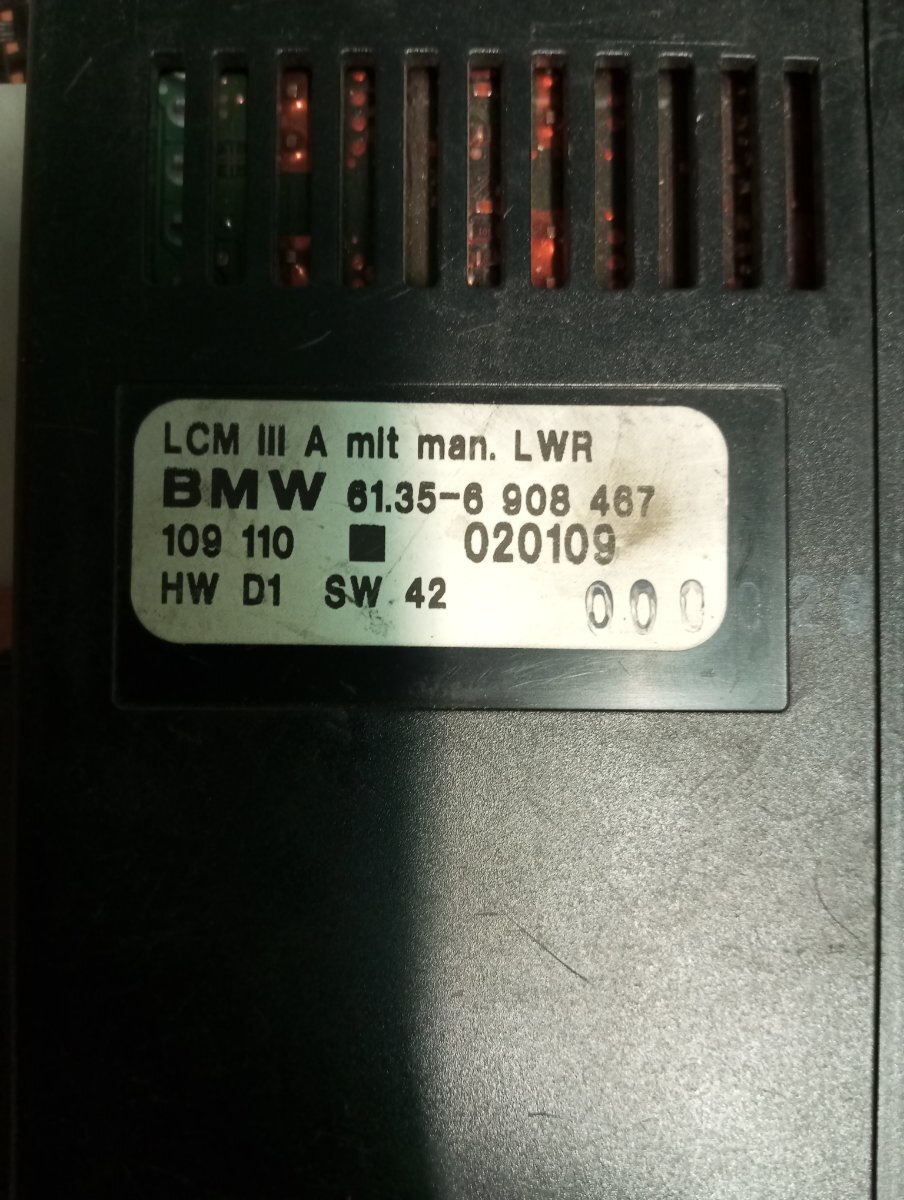 LCM III A mit man. LWR
BMW 61.35-6 908 467
109 110 020109
HW D1 SW 42
000